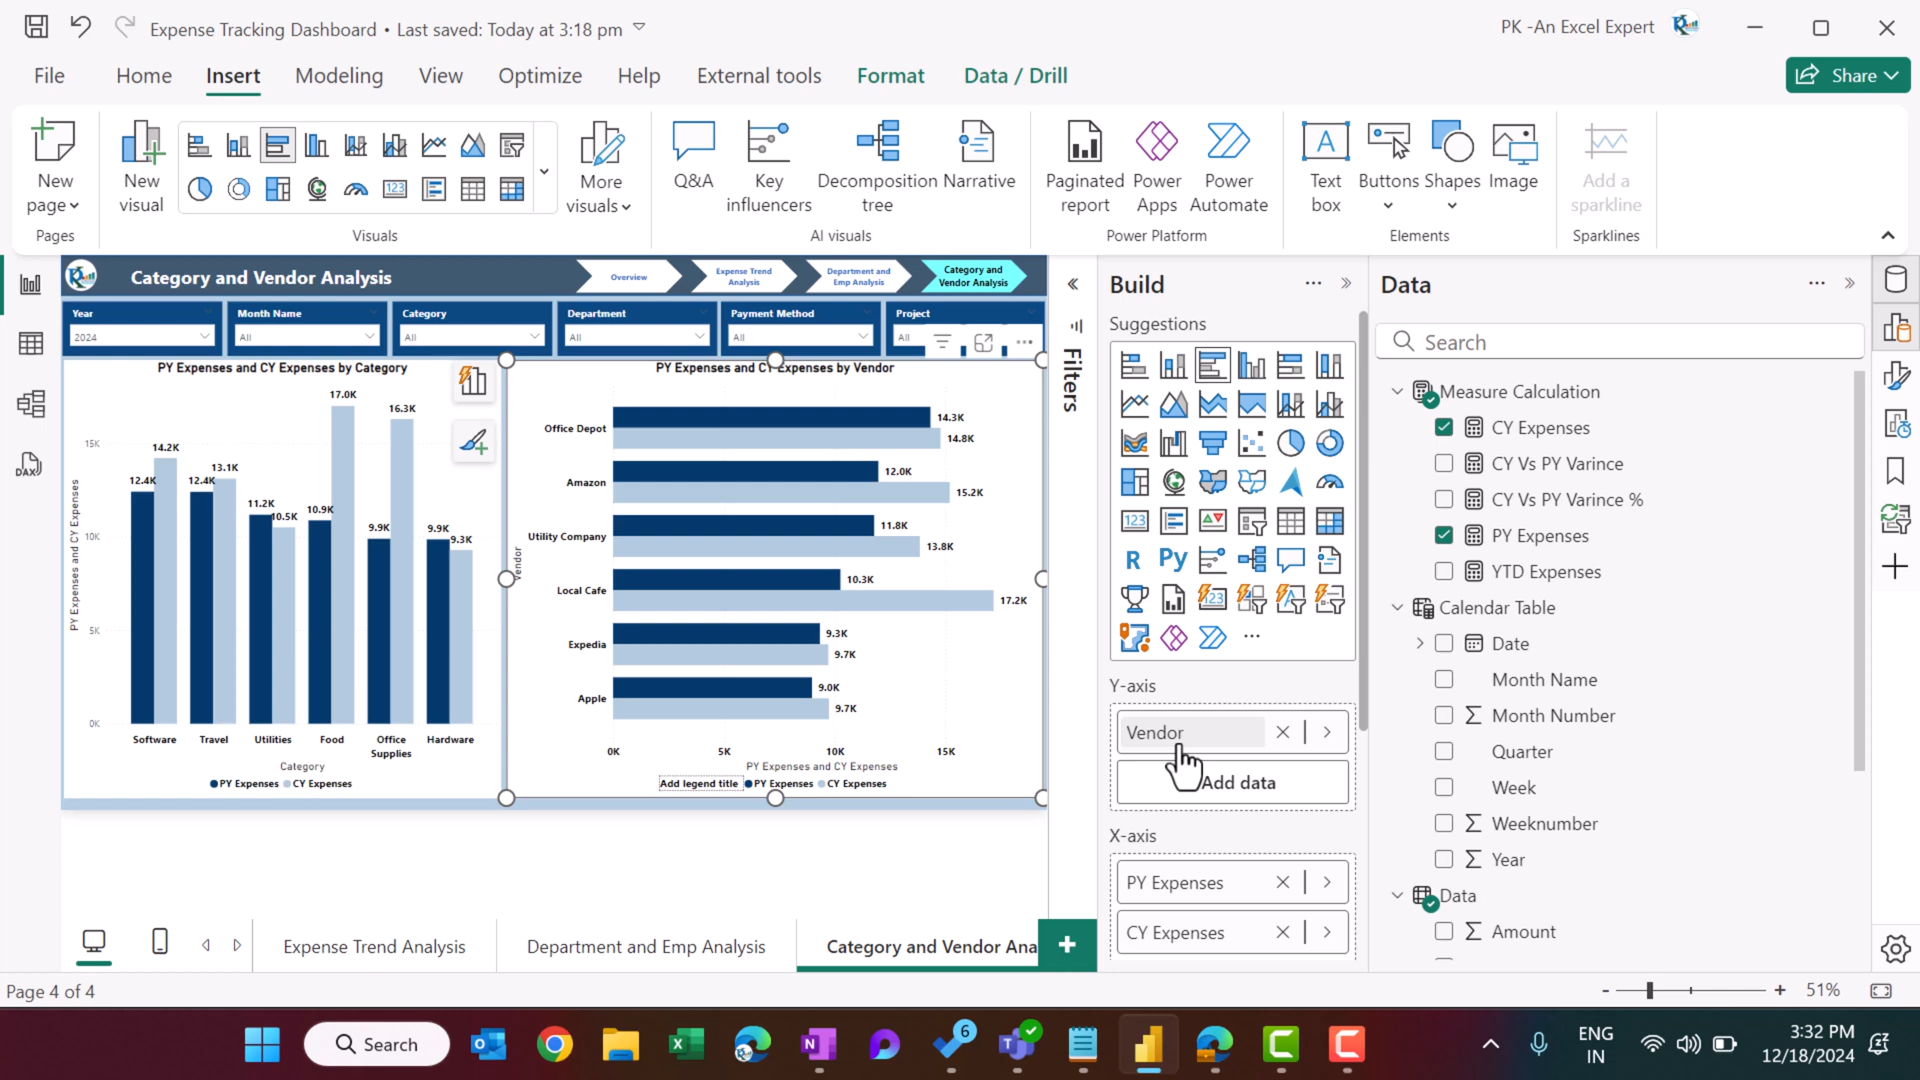 Expense Tracking Dashboard • Last saved: Today at 3:18 pm
PK -An Excel Expert
File
Home
Insert
Modeling
View
Optimize
Help
External tools
Format
Data / Drill
Share
New
page
New
visual
More
visuals
Q&A
Key
influencers
Decomposition
tree
Narrative
Paginated
report
Power
Apps
Power
Automate
Text
box
Buttons
Shapes
Image
Add a
sparkline
Pages
Visuals
AI visuals
Power Platform
Elements
Sparklines
Category and Vendor Analysis
Overview
Expense Trend
Analysis
Department and
Emp Analysis
Category and
Vendor Analysis
Year
2024
Month Name
All
Category
All
Department
All
Payment Method
All
Project
All
PY Expenses and CY Expenses by Category
PY Expenses and CY Expenses
15K
10K
5K
0K
12.4K
14.2K
12.4K
13.1K
11.2K
10.5K
10.9K
17.0K
9.9K
16.3K
9.9K
9.3K
Software
Travel
Utilities
Food
Office
Supplies
Hardware
Category
PY Expenses
CY Expenses
PY Expenses and CY Expenses by Vendor
Vendor
Office Depot
14.3K
14.8K
Amazon
12.0K
15.2K
Utility Company
11.8K
13.8K
Local Cafe
10.3K
17.2K
Expedia
9.3K
9.7K
Apple
9.0K
9.7K
0K
5K
10K
15K
PY Expenses and CY Expenses
Add legend title
PY Expenses
CY Expenses
Filters
Build
Suggestions
123
R
Py
123
Y-axis
Vendor
Add data
X-axis
PY Expenses
CY Expenses
Data
Search
Measure Calculation
CY Expenses
CY Vs PY Varince
CY Vs PY Varince %
PY Expenses
YTD Expenses
Calendar Table
Date
Month Name
Month Number
Quarter
Week
Weeknumber
Year
Data
Amount
DAX
Expense Trend Analysis
Department and Emp Analysis
Category and Vendor Ana
Page 4 of 4
51%
Search
6
ENG
IN
3:32 PM
12/18/2024